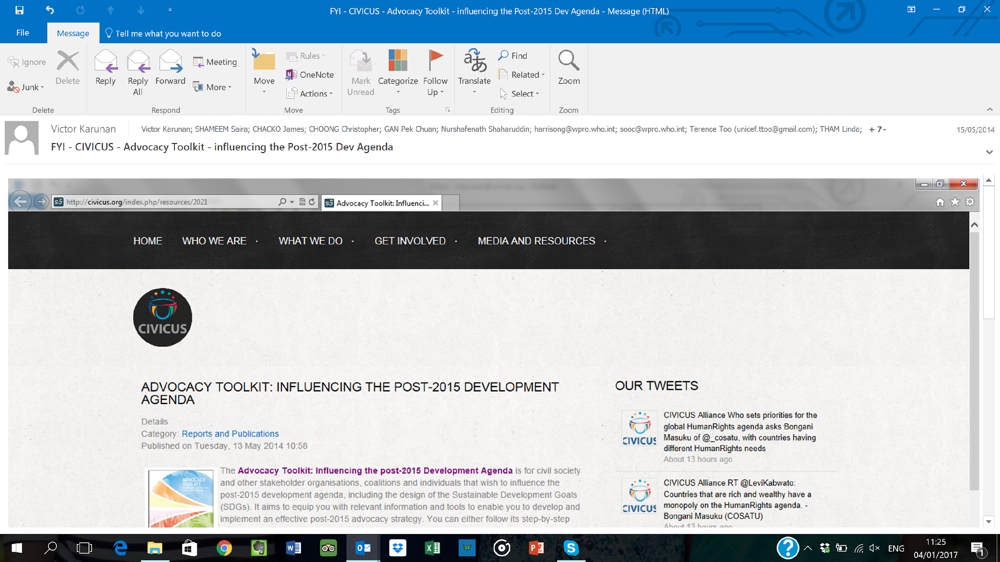 FYI - CIVICUS - Advocacy Toolkit - influencing the Post-2015 Dev Agenda - Message (HTML)
File
Message
Tell me what you want to do
Ignore
Junk
Delete
Delete
Reply
Reply All
Forward
Meeting
More
Respond
Move
Rules
OneNote
Actions
Move
Mark Unread
Categorize
Follow Up
Tags
Translate
Find
Related
Select
Editing
Zoom
Zoom
Victor Karunan
Victor Karunan; SHAMEEM Saira; CHACKO James; CHOONG Christopher; GAN Pek Chuan; Nurshafenath Shaharuddin; harrisong@wpro.who.int; sooc@wpro.who.int; Terence Too (unicef.ttoo@gmail.com); THAM Linda; + 7
15/05/2014
FYI - CIVICUS - Advocacy Toolkit - influencing the Post-2015 Dev Agenda
http://civicus.org/index.php/resources/2021
Advocacy Toolkit: Influenci...
HOME
WHO WE ARE
WHAT WE DO
GET INVOLVED
MEDIA AND RESOURCES
CIVICUS
ADVOCACY TOOLKIT: INFLUENCING THE POST-2015 DEVELOPMENT
AGENDA
Details
Category: Reports and Publications
Published on Tuesday, 13 May 2014 10:58
ADVOCACY
TOOLKIT
The Advocacy Toolkit: Influencing the post-2015 Development Agenda is for civil society
and other stakeholder organisations, coalitions and individuals that wish to influence the
post-2015 development agenda, including the design of the Sustainable Development Goals
(SDGs). It aims to equip you with relevant information and tools to enable you to develop and
implement an effective post-2015 advocacy strategy. You can either follow its step-by-step
OUR TWEETS
CIVICUS
CIVICUS Alliance Who sets priorities for the
global HumanRights agenda asks Bongani
Masuku of @_cosatu, with countries having
different HumanRights needs
About 13 hours ago
CIVICUS
CIVICUS Alliance RT @LeviKabwato:
Countries that are rich and wealthy have a
monopoly on the HumanRights agenda. -
Bongani Masuku (COSATU)
About 13 hours ago
ENG
11:25
04/01/2017
1